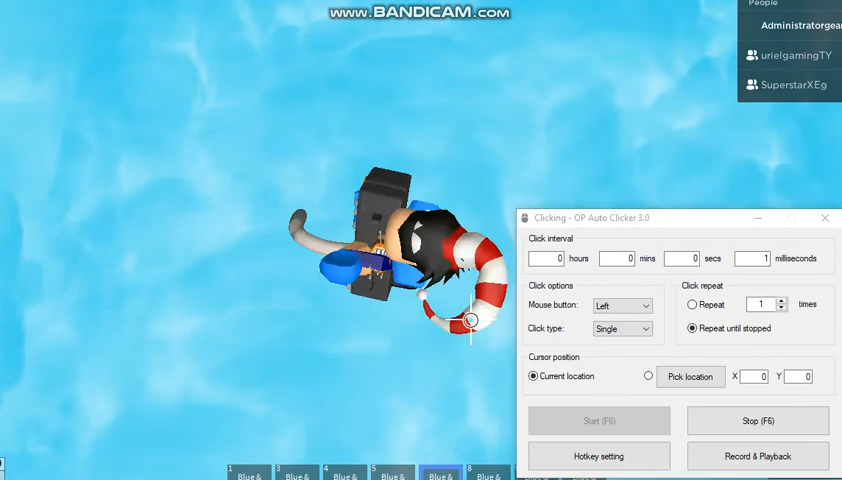 www.BANDICAM.com
People
Administratorgear
urielgamingTY
SuperstarXEg
Clicking - OP Auto Clicker 3.0
Click interval
0 hours 0 mins 0 secs 1 milliseconds
Click options
Mouse button: Left
Click type: Single
Click repeat
Repeat 1 times
Repeat until stopped
Cursor position
Current location Pick location X 0 Y 0
Start (F6) Stop (F6)
Hotkey setting Record & Playback
1 3 4 5 8
Blue & Blue & Blue & Blue & Blue & Blue &